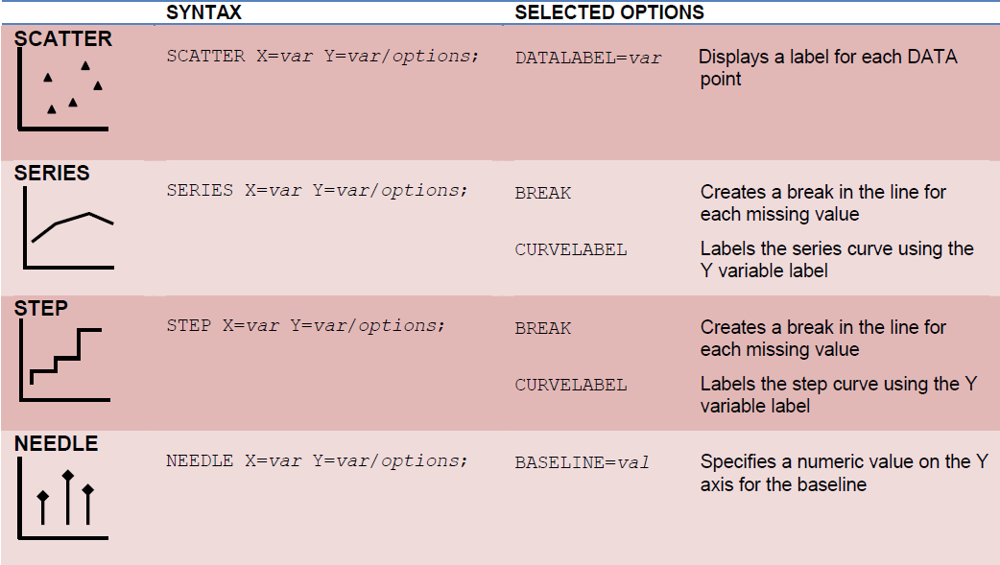 SYNTAX SELECTED OPTIONS
SCATTER
SCATTER X=var Y=var/options; DATALABEL=var Displays a label for each DATA
point
SERIES
SERIES X=var Y=var/options; BREAK Creates a break in the line for
each missing value
CURVELABEL Labels the series curve using the
Y variable label
STEP
STEP X=var Y=var/options; BREAK Creates a break in the line for
each missing value
CURVELABEL Labels the step curve using the Y
variable label
NEEDLE
NEEDLE X=var Y=var/options; BASELINE=val Specifies a numeric value on the Y
axis for the baseline